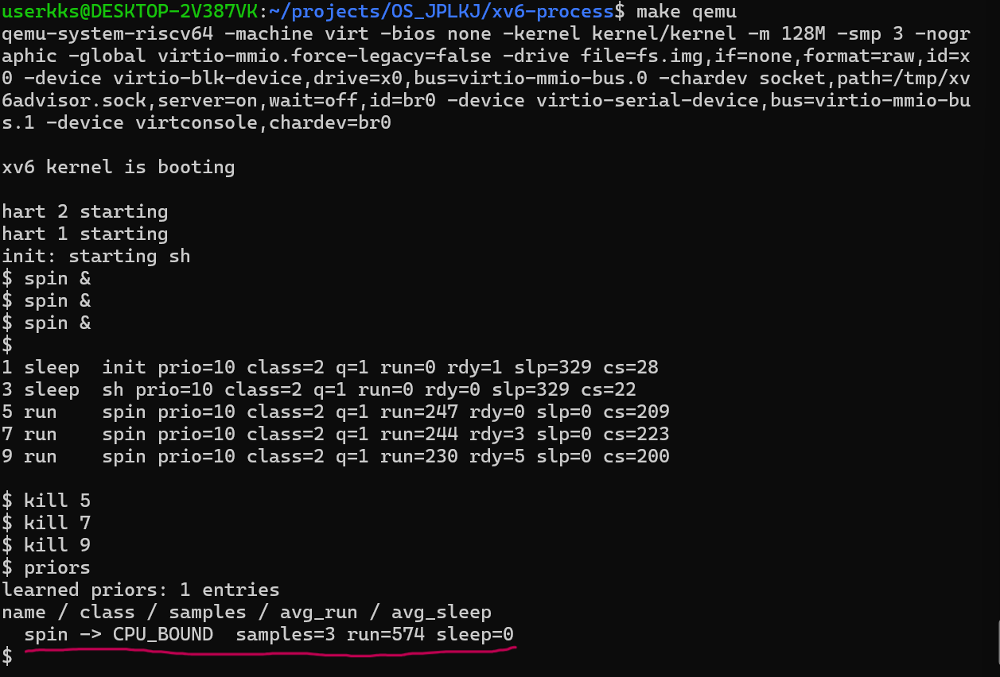 userkks@DESKTOP-2V387VK:~/projects/OS_JPLKJ/xv6-process$ make qemu
qemu-system-riscv64 -machine virt -bios none -kernel kernel/kernel -m 128M -smp 3 -nogr
aphic -global virtio-mmio.force-legacy=false -drive file=fs.img,if=none,format=raw,id=x
0 -device virtio-blk-device,drive=x0,bus=virtio-mmio-bus.0 -chardev socket,path=/tmp/xv
6advisor.sock,server=on,wait=off,id=br0 -device virtio-serial-device,bus=virtio-mmio-bu
s.1 -device virtconsole,chardev=br0

xv6 kernel is booting

hart 2 starting
hart 1 starting
init: starting sh
$ spin &
$ spin &
$ spin &
$
1 sleep  init prio=10 class=2 q=1 run=0 rdy=1 slp=329 cs=28
3 sleep  sh prio=10 class=2 q=1 run=0 rdy=0 slp=329 cs=22
5 run    spin prio=10 class=2 q=1 run=247 rdy=0 slp=0 cs=209
7 run    spin prio=10 class=2 q=1 run=244 rdy=3 slp=0 cs=223
9 run    spin prio=10 class=2 q=1 run=230 rdy=5 slp=0 cs=200

$ kill 5
$ kill 7
$ kill 9
$ priors
learned priors: 1 entries
name / class / samples / avg_run / avg_sleep
  spin -> CPU_BOUND  samples=3 run=574 sleep=0
$